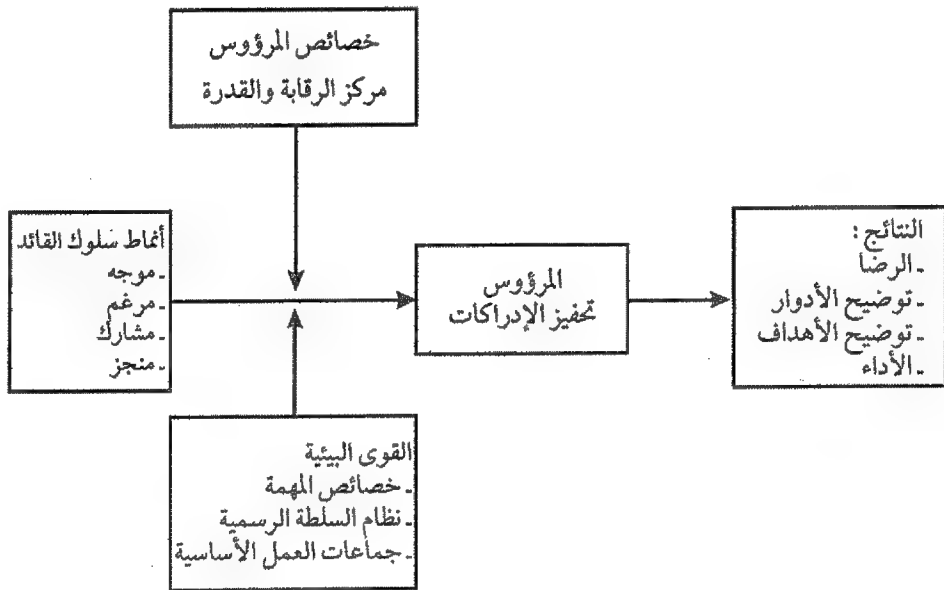 خصائص المرؤوس
مركز الرقابة والقدرة
أنماط سلوك القائد
ـ موجه
ـ مرغم
ـ مشارك
ـ منجز
المرؤوس
تحفيز الإدراكات
النتائج :
ـ الرضا
ـ توضيح الأدوار
ـ توضيح الأهداف
ـ الأداء
القوى البيئية
ـ خصائص المهمة
ـ نظام السلطة الرسمية
ـ جماعات العمل الأساسية